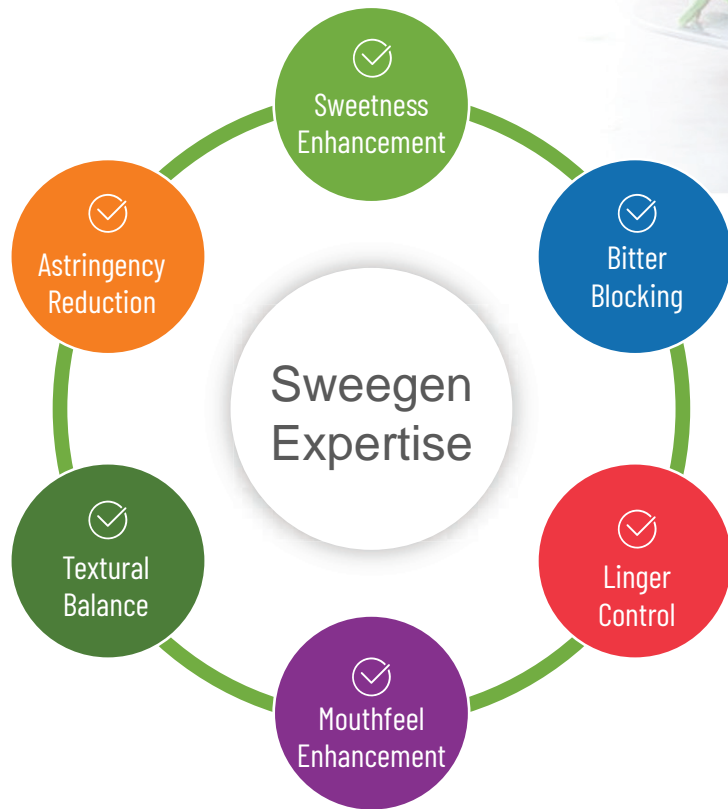 Sweetness
Enhancement
Astringency
Reduction
Bitter
Blocking
Sweegen
Expertise
Textural
Balance
Linger
Control
Mouthfeel
Enhancement